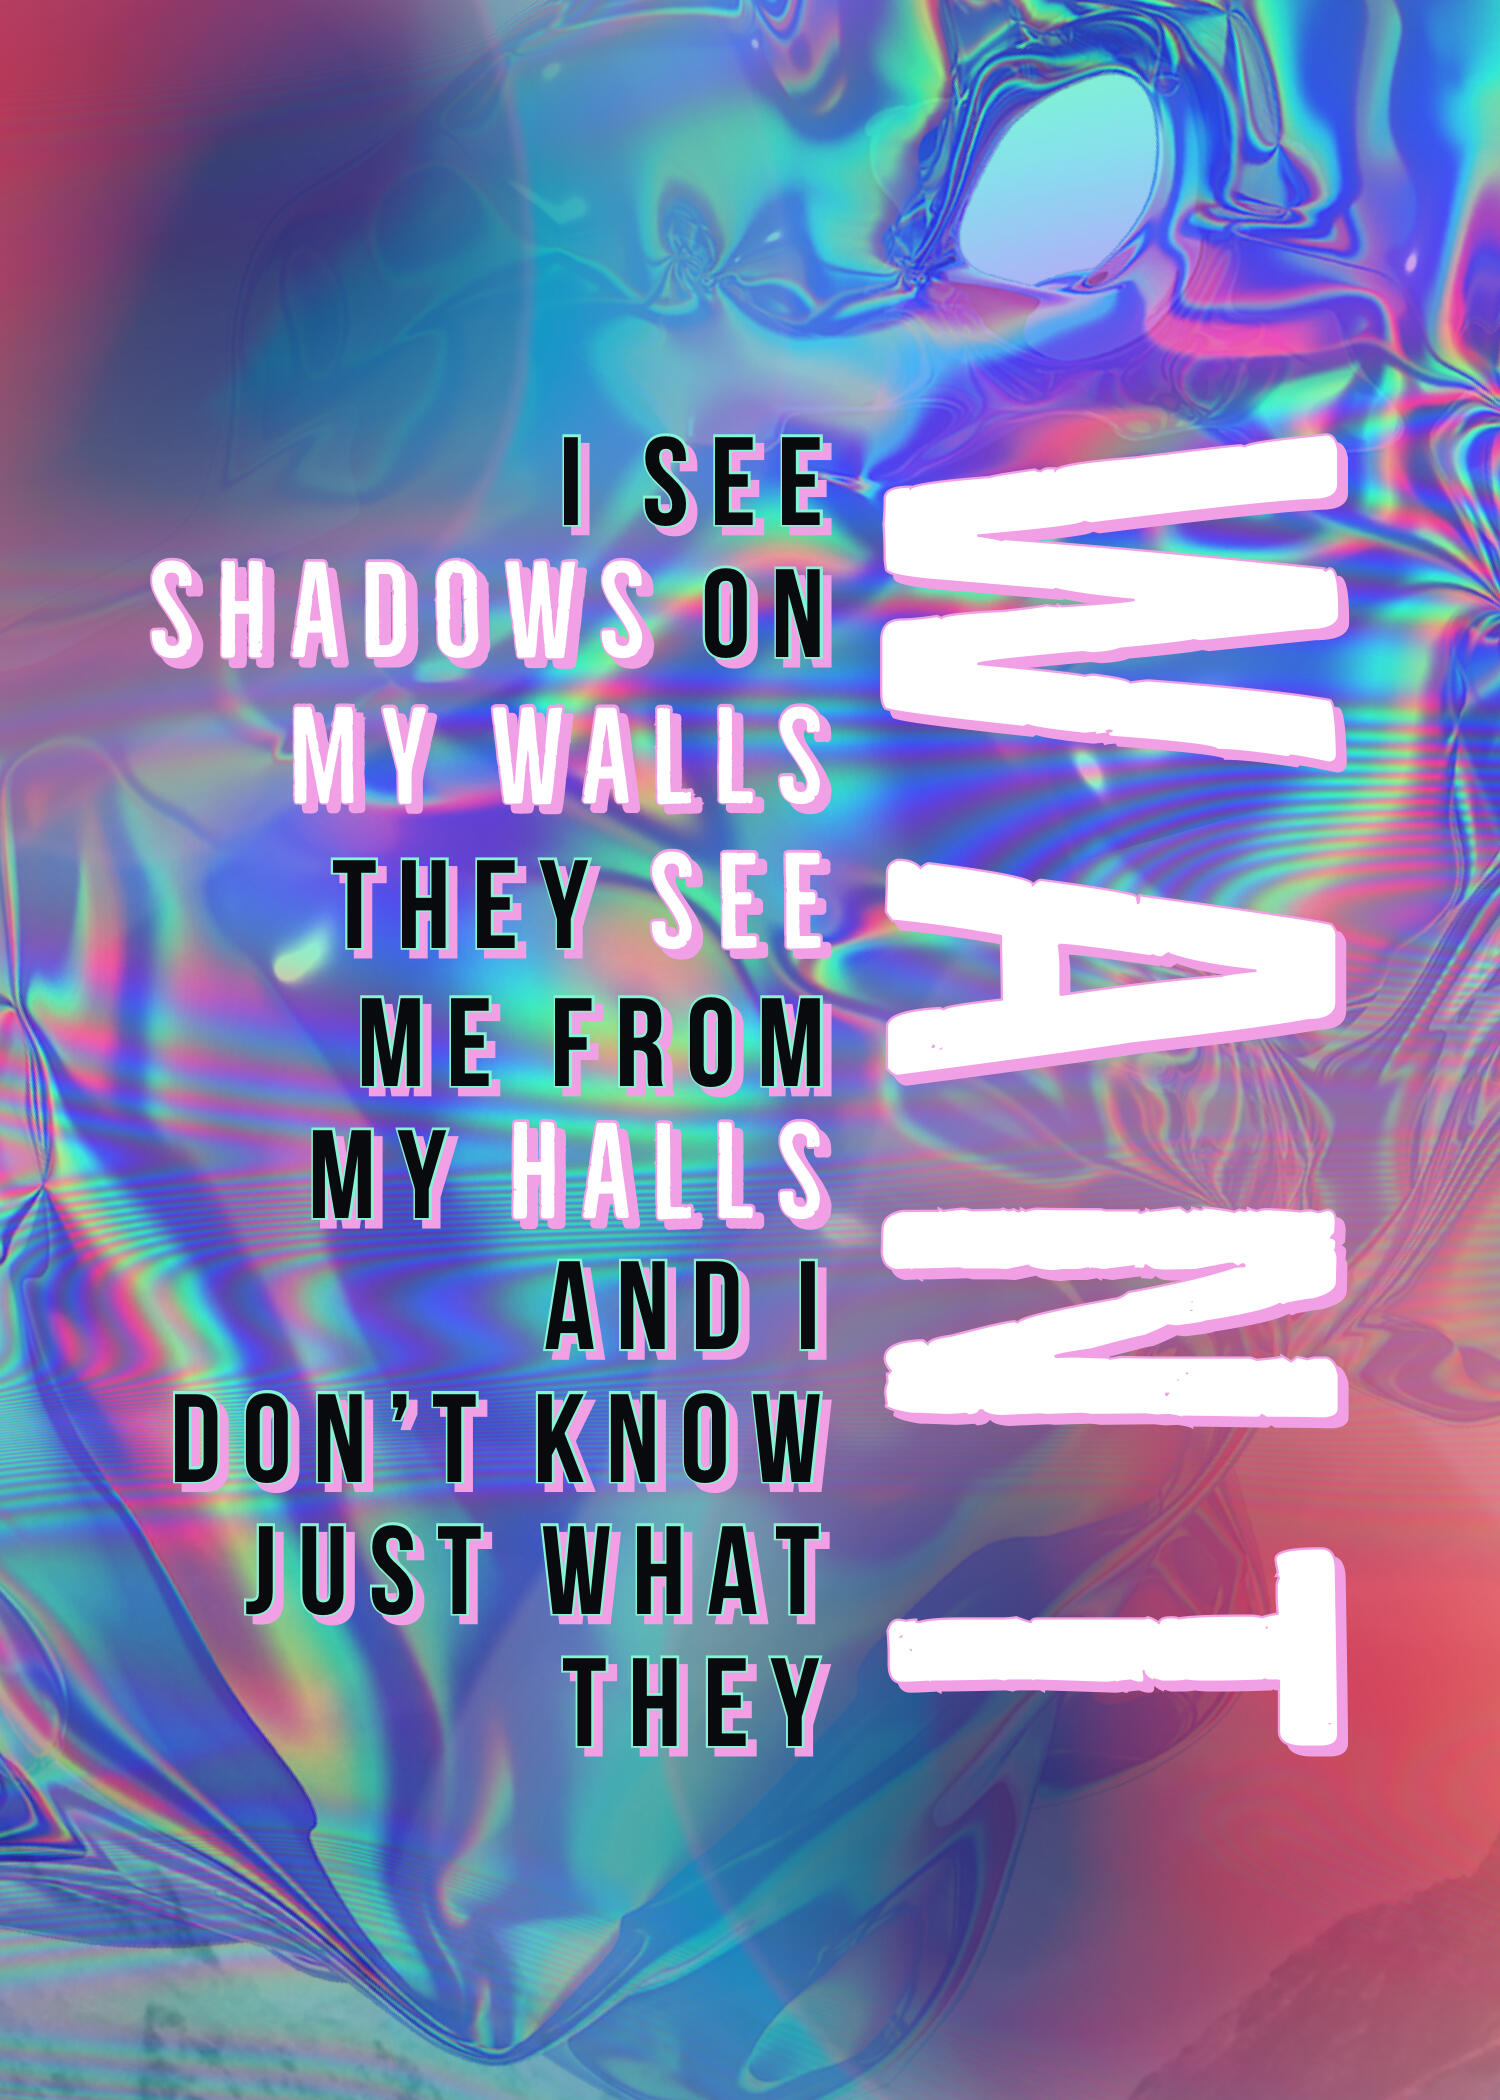 I SEE
SHADOWS ON
MY WALLS
THEY SEE
ME FROM
MY HALLS
AND I
DON’T KNOW
JUST WHAT
THEY
WANT